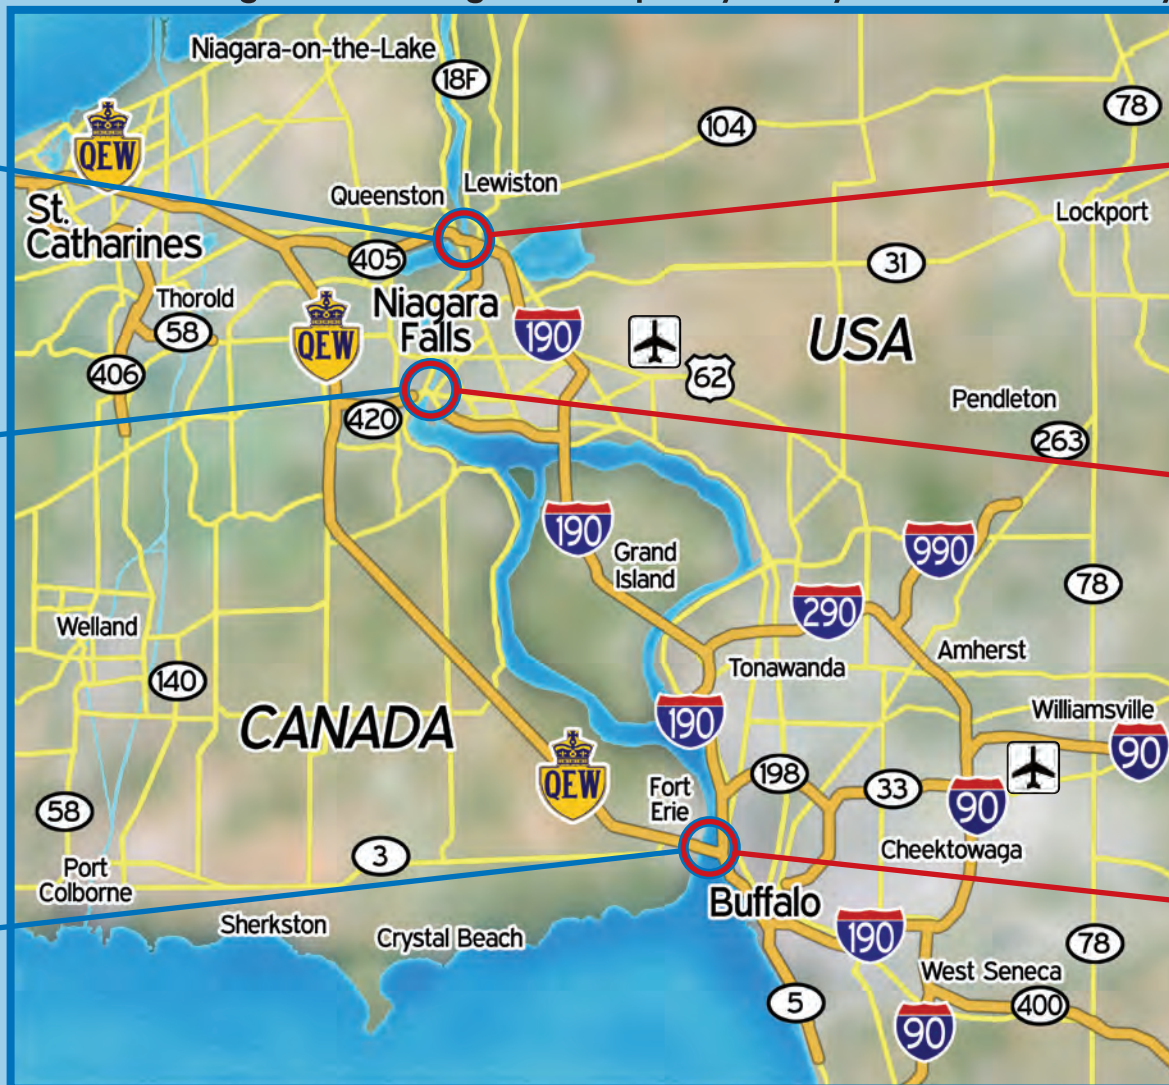 Niagara-on-the-Lake
18F
78
QEW
104
Queenston
Lewiston
St.
Catharines
Lockport
405
31
Thorold
58
Niagara
Falls
QEW
190
USA
406
62
420
Pendleton
263
190
990
Grand
Island
78
290
Welland
Amherst
Tonawanda
140
CANADA
190
Williamsville
90
QEW
198
Fort
Erie
33
90
58
3
Cheektowaga
Port
Colborne
Buffalo
Sherkston
Crystal Beach
190
78
West Seneca
5
400
90